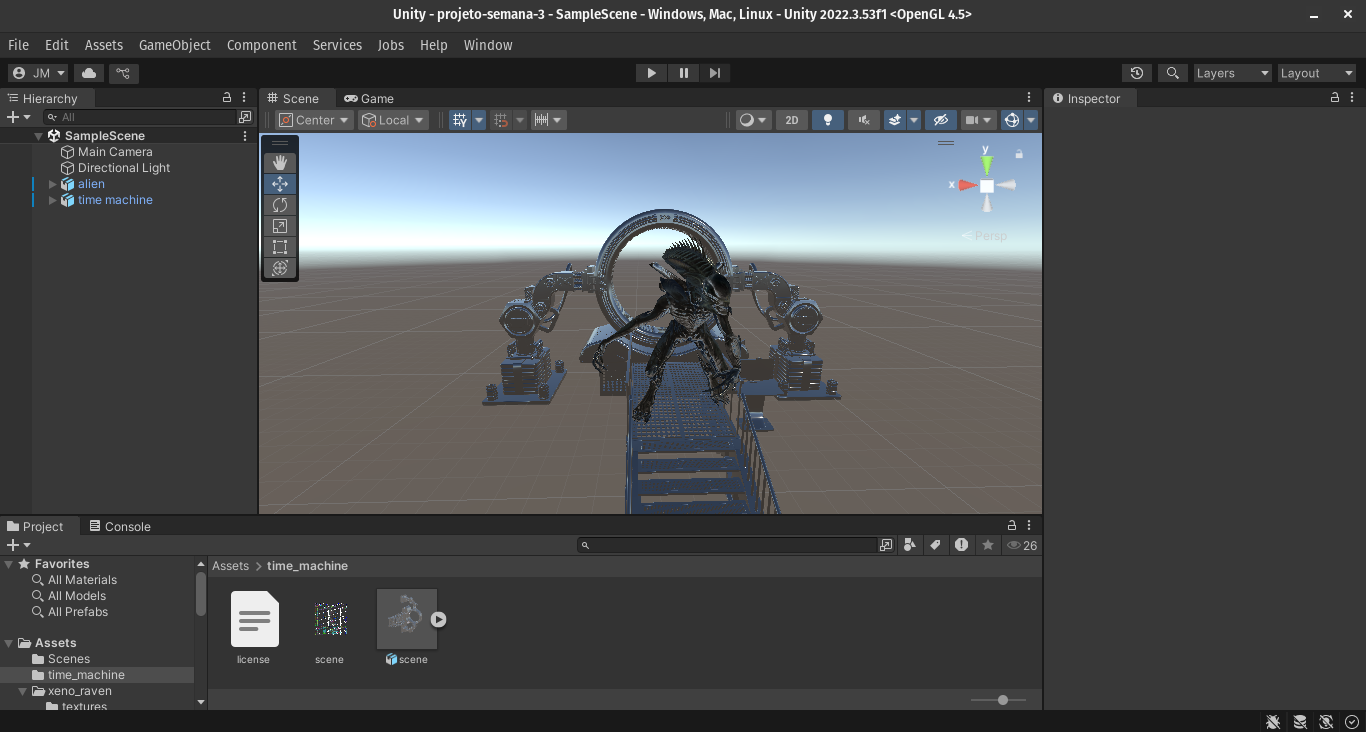 Unity - projeto-semana-3 - SampleScene - Windows, Mac, Linux - Unity 2022.3.53f1 <OpenGL 4.5>
File Edit Assets GameObject Component Services Jobs Help Window
JM Layers Layout
Hierarchy
All
SampleScene
Main Camera
Directional Light
alien
time machine
Scene Game
Center Local 2D
y
x
Persp
Inspector
Project Console
26
Favorites
All Materials
All Models
All Prefabs
Assets
Scenes
time_machine
xeno_raven
textures
Assets > time_machine
license scene scene